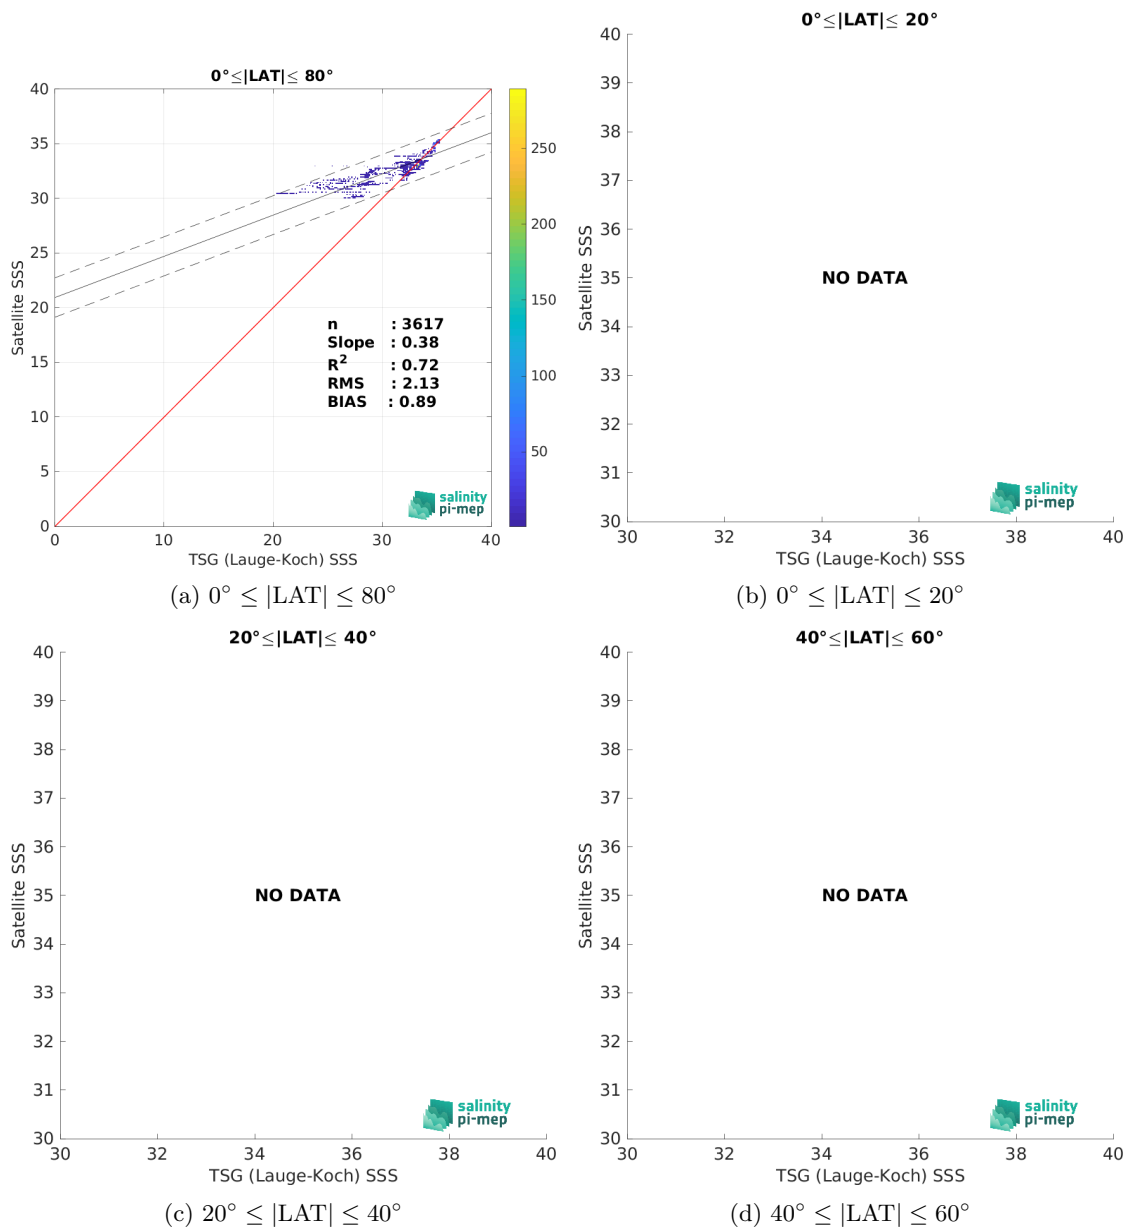 0°≤|LAT|≤ 80°
40
35
30
25
20
15
10
5
0
0
10
20
30
40
Satellite SSS
TSG (Lauge-Koch) SSS
n : 3617
Slope : 0.38
R² : 0.72
RMS : 2.13
BIAS : 0.89
salinity
pi-mep
250
200
150
100
50
(a) 0° ≤ |LAT| ≤ 80°
0°≤|LAT|≤ 20°
40
39
38
37
36
35
34
33
32
31
30
30
32
34
36
38
40
Satellite SSS
TSG (Lauge-Koch) SSS
NO DATA
salinity
pi-mep
(b) 0° ≤ |LAT| ≤ 20°
20°≤|LAT|≤ 40°
40
39
38
37
36
35
34
33
32
31
30
30
32
34
36
38
40
Satellite SSS
TSG (Lauge-Koch) SSS
NO DATA
salinity
pi-mep
(c) 20° ≤ |LAT| ≤ 40°
40°≤|LAT|≤ 60°
40
39
38
37
36
35
34
33
32
31
30
30
32
34
36
38
40
Satellite SSS
TSG (Lauge-Koch) SSS
NO DATA
salinity
pi-mep
(d) 40° ≤ |LAT| ≤ 60°